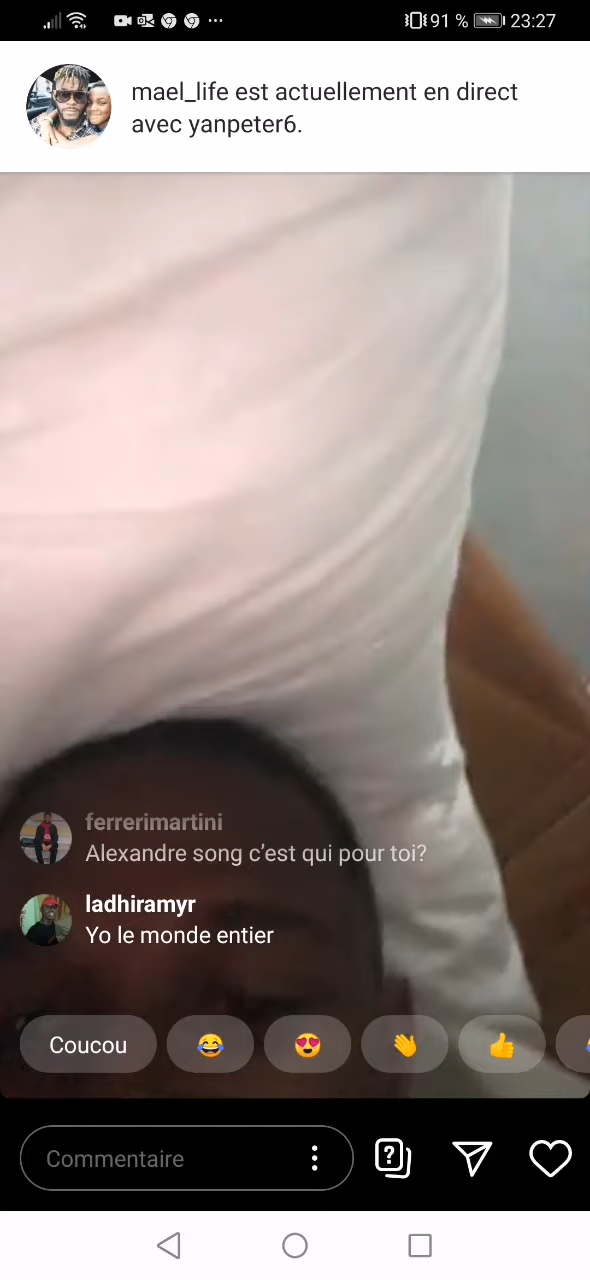 91 % 23:27
mael_life est actuellement en direct
avec yanpeter6.
ferrerimartini
Alexandre song c’est qui pour toi?
ladhiramyr
Yo le monde entier
Coucou
Commentaire